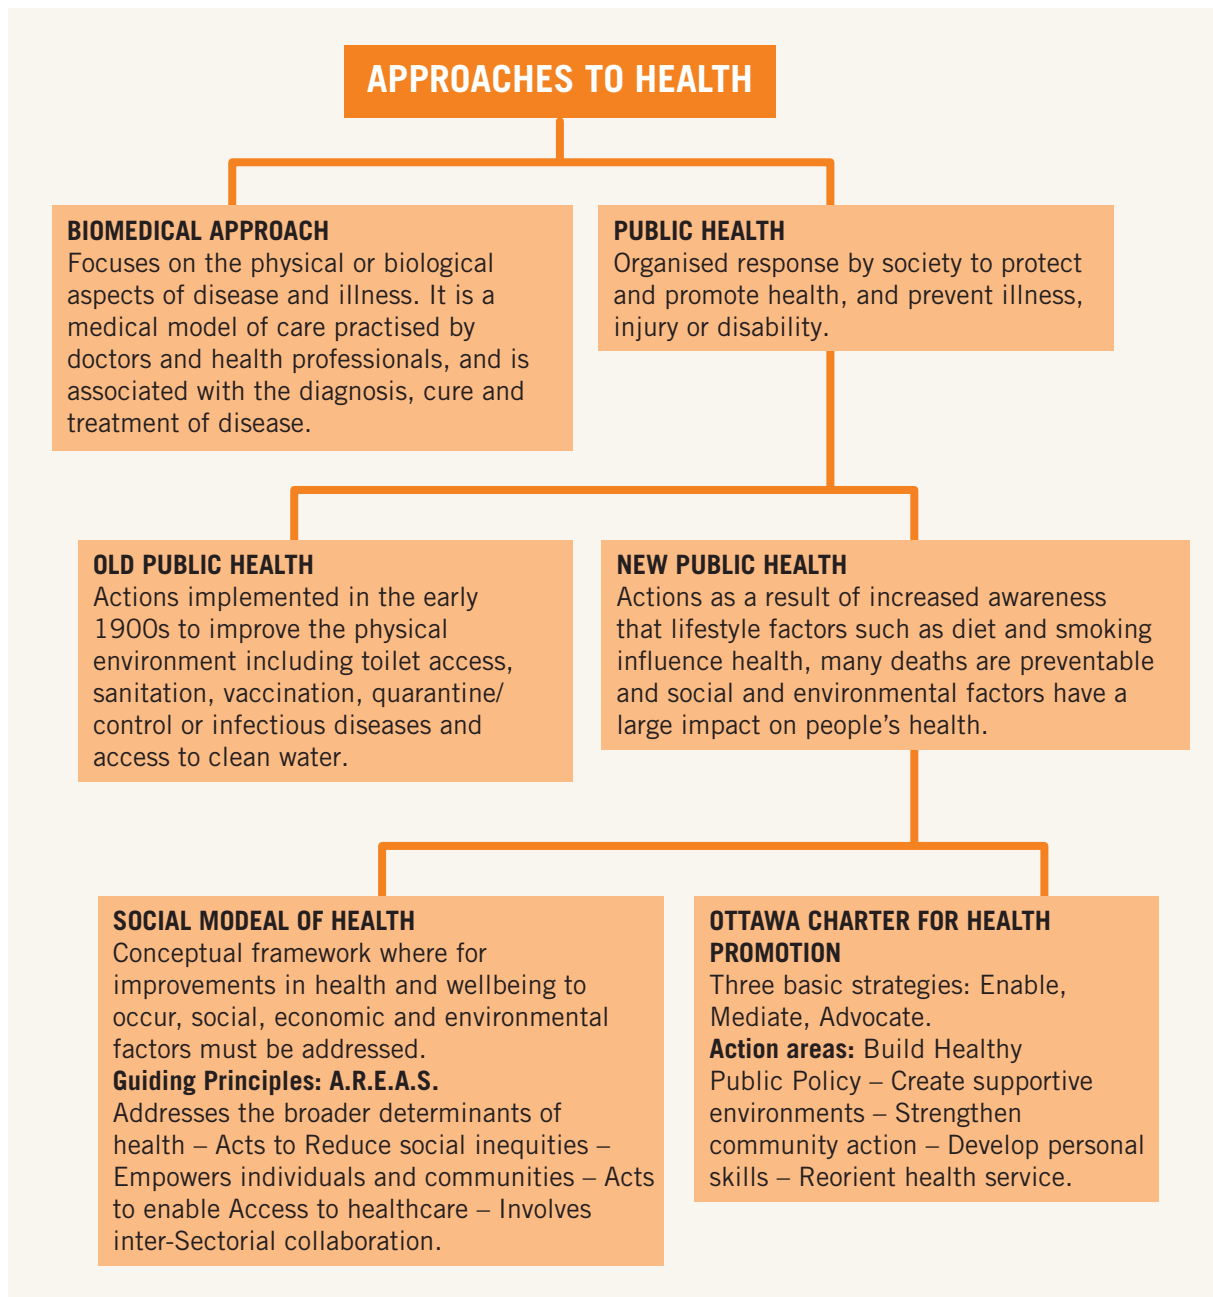 APPROACHES TO HEALTH
BIOMEDICAL APPROACH
Focuses on the physical or biological
aspects of disease and illness. It is a
medical model of care practised by
doctors and health professionals, and is
associated with the diagnosis, cure and
treatment of disease.
PUBLIC HEALTH
Organised response by society to protect
and promote health, and prevent illness,
injury or disability.
OLD PUBLIC HEALTH
Actions implemented in the early
1900s to improve the physical
environment including toilet access,
sanitation, vaccination, quarantine/
control or infectious diseases and
access to clean water.
NEW PUBLIC HEALTH
Actions as a result of increased awareness
that lifestyle factors such as diet and smoking
influence health, many deaths are preventable
and social and environmental factors have a
large impact on people’s health.
SOCIAL MODEAL OF HEALTH
Conceptual framework where for
improvements in health and wellbeing to
occur, social, economic and environmental
factors must be addressed.
Guiding Principles: A.R.E.A.S.
Addresses the broader determinants of
health – Acts to Reduce social inequities –
Empowers individuals and communities – Acts
to enable Access to healthcare – Involves
inter-Sectorial collaboration.
OTTAWA CHARTER FOR HEALTH
PROMOTION
Three basic strategies: Enable,
Mediate, Advocate.
Action areas: Build Healthy
Public Policy – Create supportive
environments – Strengthen
community action – Develop personal
skills – Reorient health service.